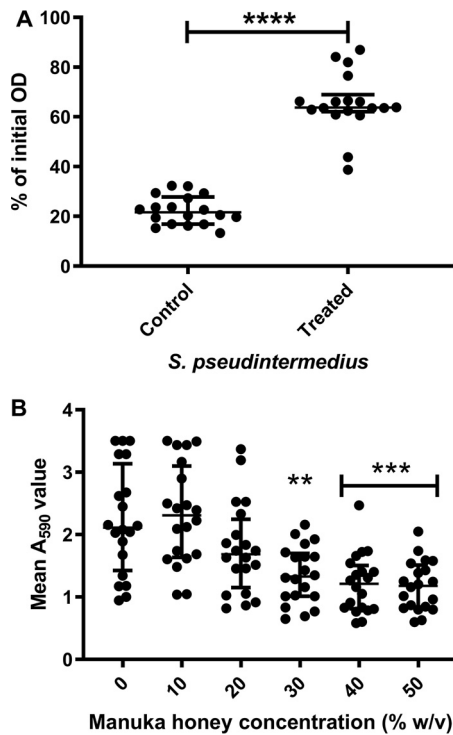 A
****
% of initial OD
100
80
60
40
20
0
Control
Treated
S. pseudintermedius
B
Mean A590 value
4
3
2
1
0
**
***
0
10
20
30
40
50
Manuka honey concentration (% w/v)